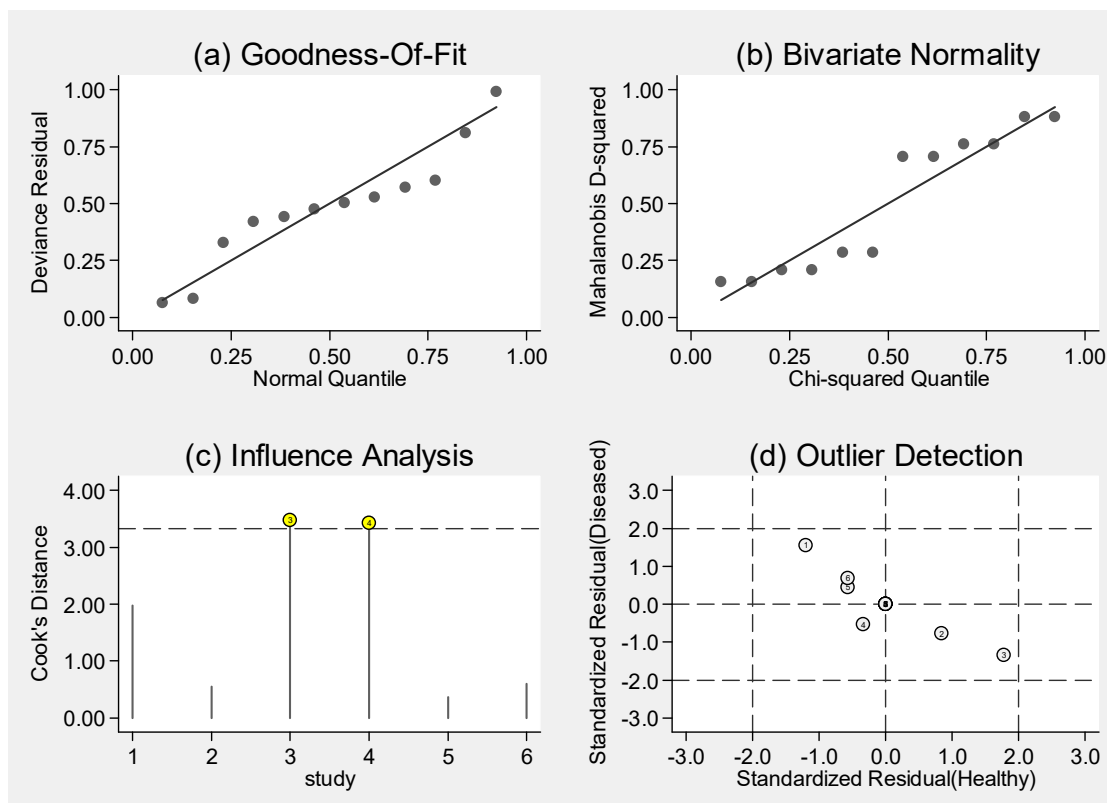 (a) Goodness-Of-Fit
Deviance Residual
1.00
0.75
0.50
0.25
0.00
0.00 0.25 0.50 0.75 1.00
Normal Quantile
(b) Bivariate Normality
Mahalanobis D-squared
1.00
0.75
0.50
0.25
0.00
0.00 0.25 0.50 0.75 1.00
Chi-squared Quantile
(c) Influence Analysis
Cook's Distance
4.00
3.00
2.00
1.00
0.00
3 4
1 2 3 4 5 6
study
(d) Outlier Detection
Standardized Residual(Diseased)
3.0
2.0
1.0
0.0
-1.0
-2.0
-3.0
1
6
5
4
2
3
-3.0 -2.0 -1.0 0.0 1.0 2.0 3.0
Standardized Residual(Healthy)